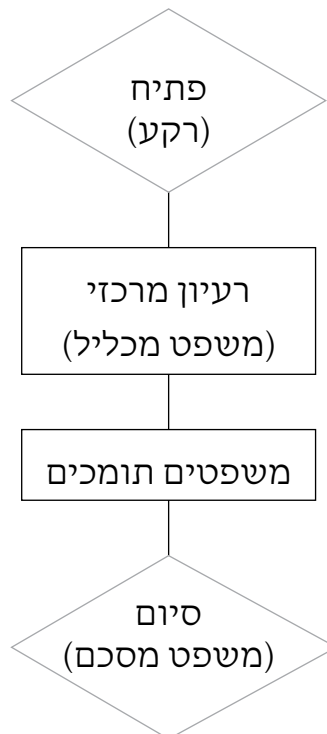 פתיח
(רקע)
רעיון מרכזי
(משפט מכליל)
משפטים תומכים
סיום
(משפט מסכם)